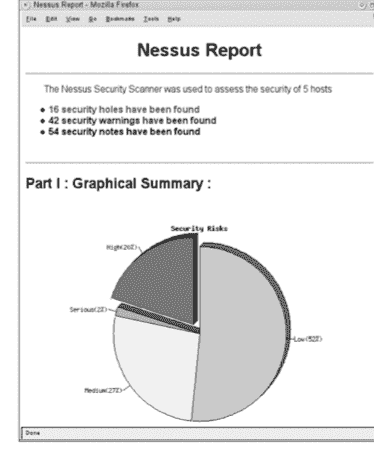 Nessus Report - Mozilla Firefox
File Edit View Go Bookmarks Tools Help
Nessus Report
The Nessus Security Scanner was used to assess the security of 5 hosts
16 security holes have been found
42 security warnings have been found
54 security notes have been found
Part I : Graphical Summary :
Security Risks
High(20%)
Serious(2%)
Low(52%)
Medium(27%)
Done